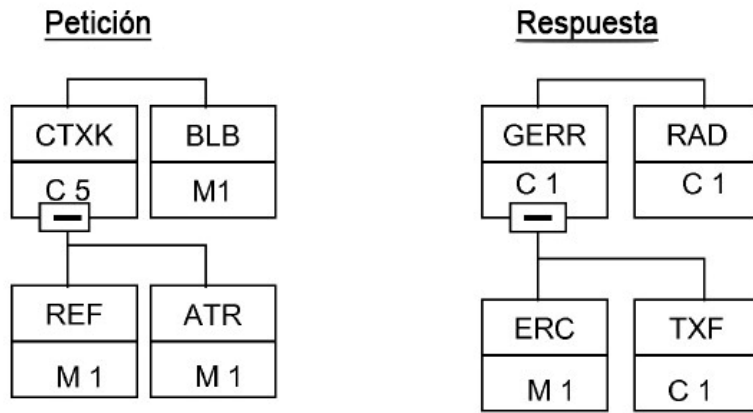 Petición
Respuesta
CTXK
BLB
GERR
RAD
C 5
M1
C 1
C 1
REF
ATR
ERC
TXF
M 1
M 1
M 1
C 1